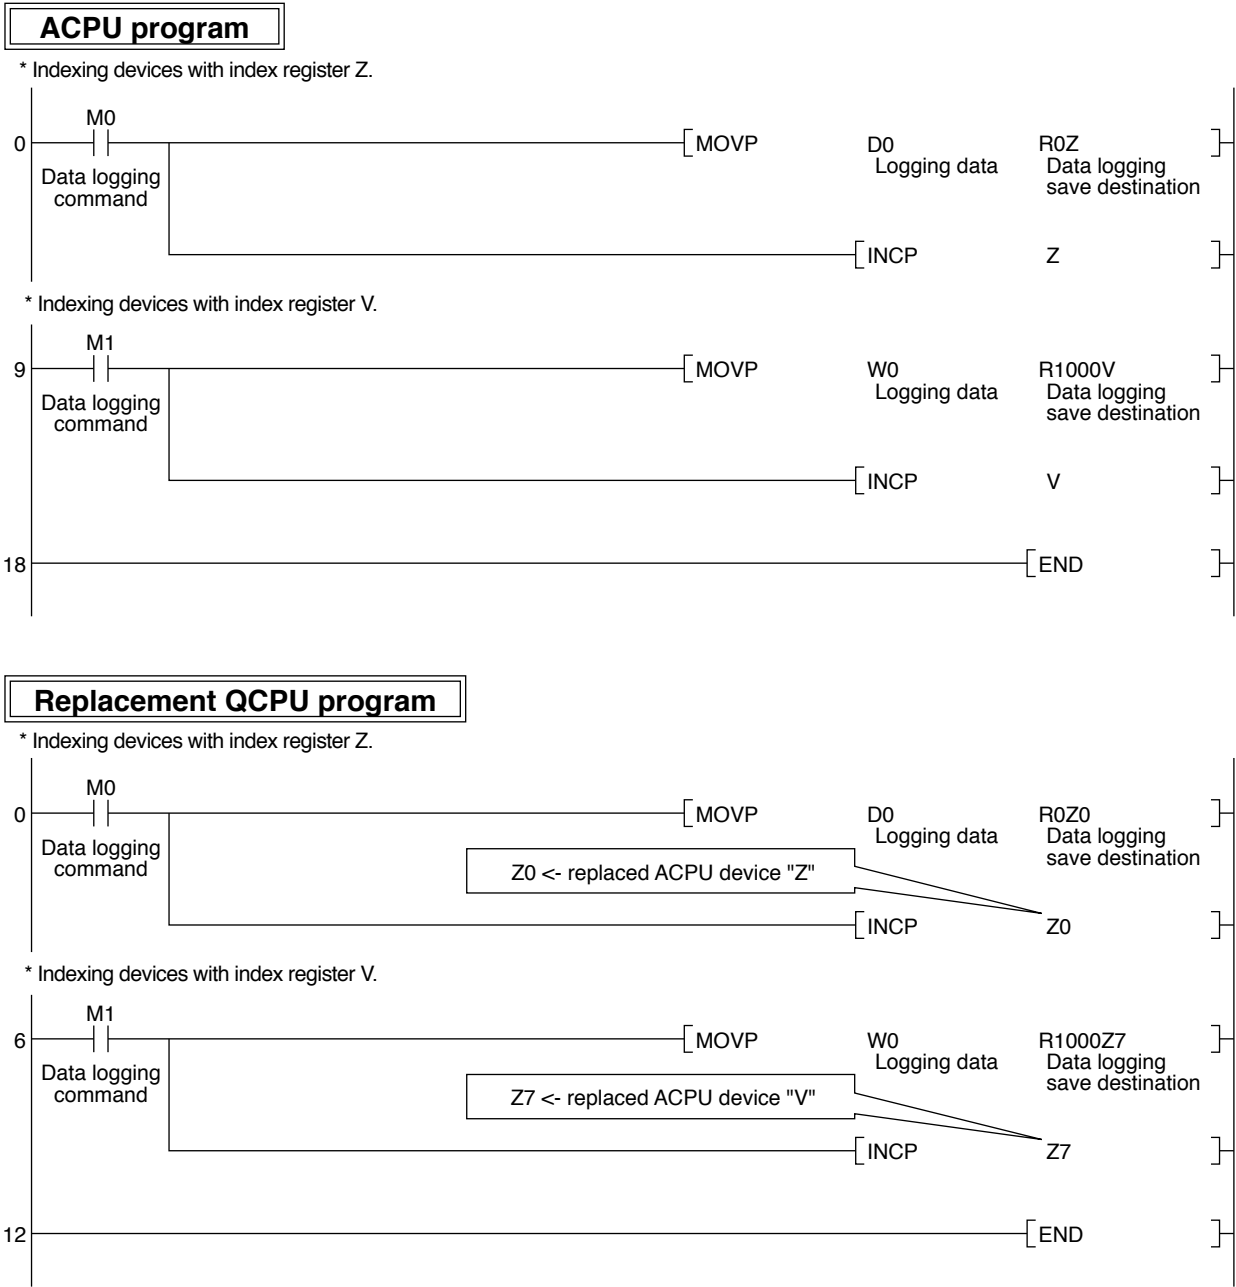 ACPU program
* Indexing devices with index register Z.
M0
0 MOVP D0 R0Z
Logging data Data logging
save destination
Data logging
command
INCP Z
* Indexing devices with index register V.
M1
9 MOVP W0 R1000V
Logging data Data logging
save destination
Data logging
command
INCP V
18 END
Replacement QCPU program
* Indexing devices with index register Z.
M0
0 MOVP D0 R0Z0
Logging data Data logging
save destination
Data logging
command
Z0 <- replaced ACPU device "Z"
INCP Z0
* Indexing devices with index register V.
M1
6 MOVP W0 R1000Z7
Logging data Data logging
save destination
Data logging
command
Z7 <- replaced ACPU device "V"
INCP Z7
12 END